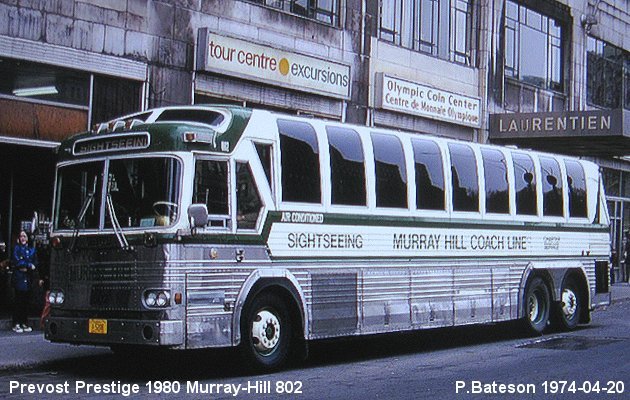 tour centre excursions
Olympic Coin Center
Centre de Monnaie Olympique
LAURENTIEN
SIGHTSEEING
802
AIR CONDITIONED
SIGHTSEEING MURRAY HILL COACH LINE
Prevost Prestige 1980 Murray-Hill 802
P.Bateson 1974-04-20